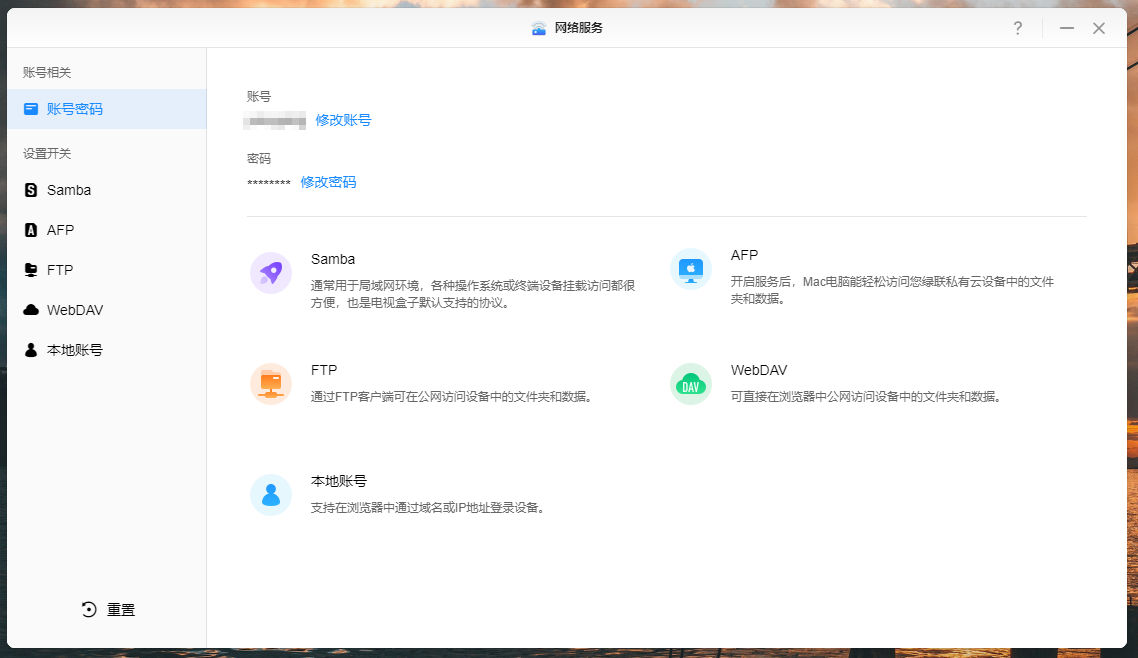 网络服务
?
账号相关
账号密码
设置开关
Samba
AFP
FTP
WebDAV
本地账号
重置
账号
修改账号
密码
******** 修改密码
Samba
通常用于局域网环境，各种操作系统或终端设备挂载访问都很
方便，也是电视盒子默认支持的协议。
AFP
开启服务后，Mac电脑能轻松访问您绿联私有云设备中的文件
夹和数据。
FTP
通过FTP客户端可在公网访问设备中的文件夹和数据。
DAV
WebDAV
可直接在浏览器中公网访问设备中的文件夹和数据。
本地账号
支持在浏览器中通过域名或IP地址登录设备。